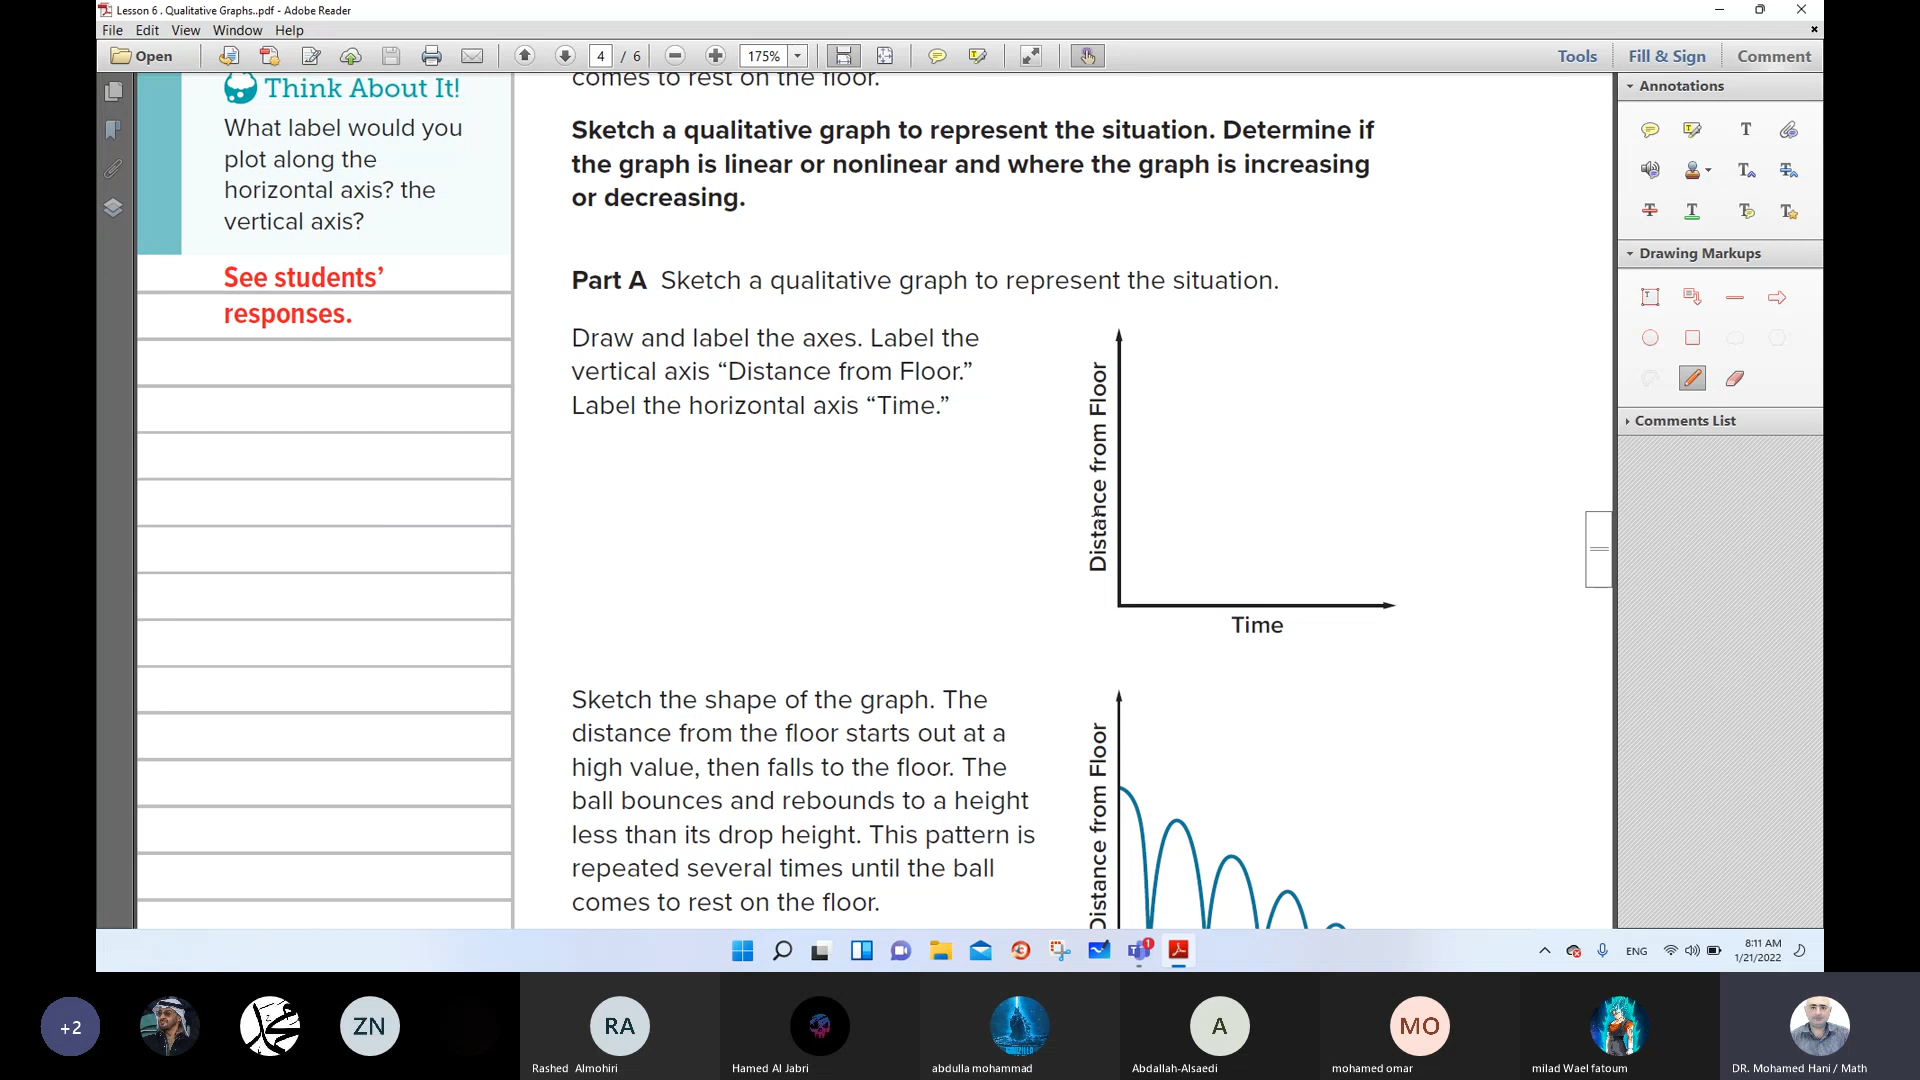 Lesson 6 . Qualitative Graphs..pdf - Adobe Reader
File Edit View Window Help
Open 4 / 6 175% Tools Fill & Sign Comment
Think About It!
What label would you
plot along the
horizontal axis? the
vertical axis?
See students’
responses.
comes to rest on the floor.
Sketch a qualitative graph to represent the situation. Determine if
the graph is linear or nonlinear and where the graph is increasing
or decreasing.
Part A Sketch a qualitative graph to represent the situation.
Draw and label the axes. Label the
vertical axis “Distance from Floor.”
Label the horizontal axis “Time.”
Distance from Floor
Time
Sketch the shape of the graph. The
distance from the floor starts out at a
high value, then falls to the floor. The
ball bounces and rebounds to a height
less than its drop height. This pattern is
repeated several times until the ball
comes to rest on the floor.
Distance from Floor
Annotations
Drawing Markups
Comments List
1
ENG
8:11 AM
1/21/2022
+2
ZN
RA
A
MO
Rashed Almohiri
Hamed Al Jabri
abdulla mohammad
Abdallah-Alsaedi
mohamed omar
milad Wael fatoum
DR. Mohamed Hani / Math